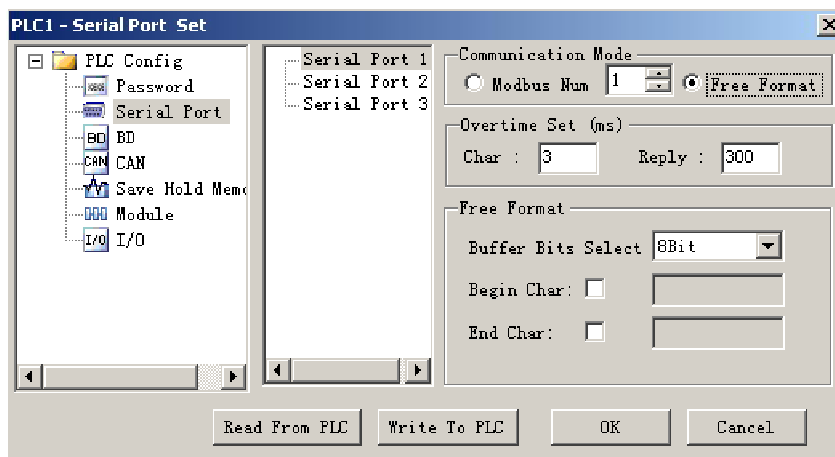 PLC1 - Serial Port Set
PLC Config
Password
Serial Port
BD
BD
CAN
CAN
Save Hold Memo
Module
I/O
I/O
Serial Port 1
Serial Port 2
Serial Port 3
Communication Mode
Modbus Num 1 Free Format
Overtime Set (ms)
Char : 3 Reply : 300
Free Format
Buffer Bits Select 8Bit
Begin Char:
End Char:
Read From PLC Write To PLC OK Cancel